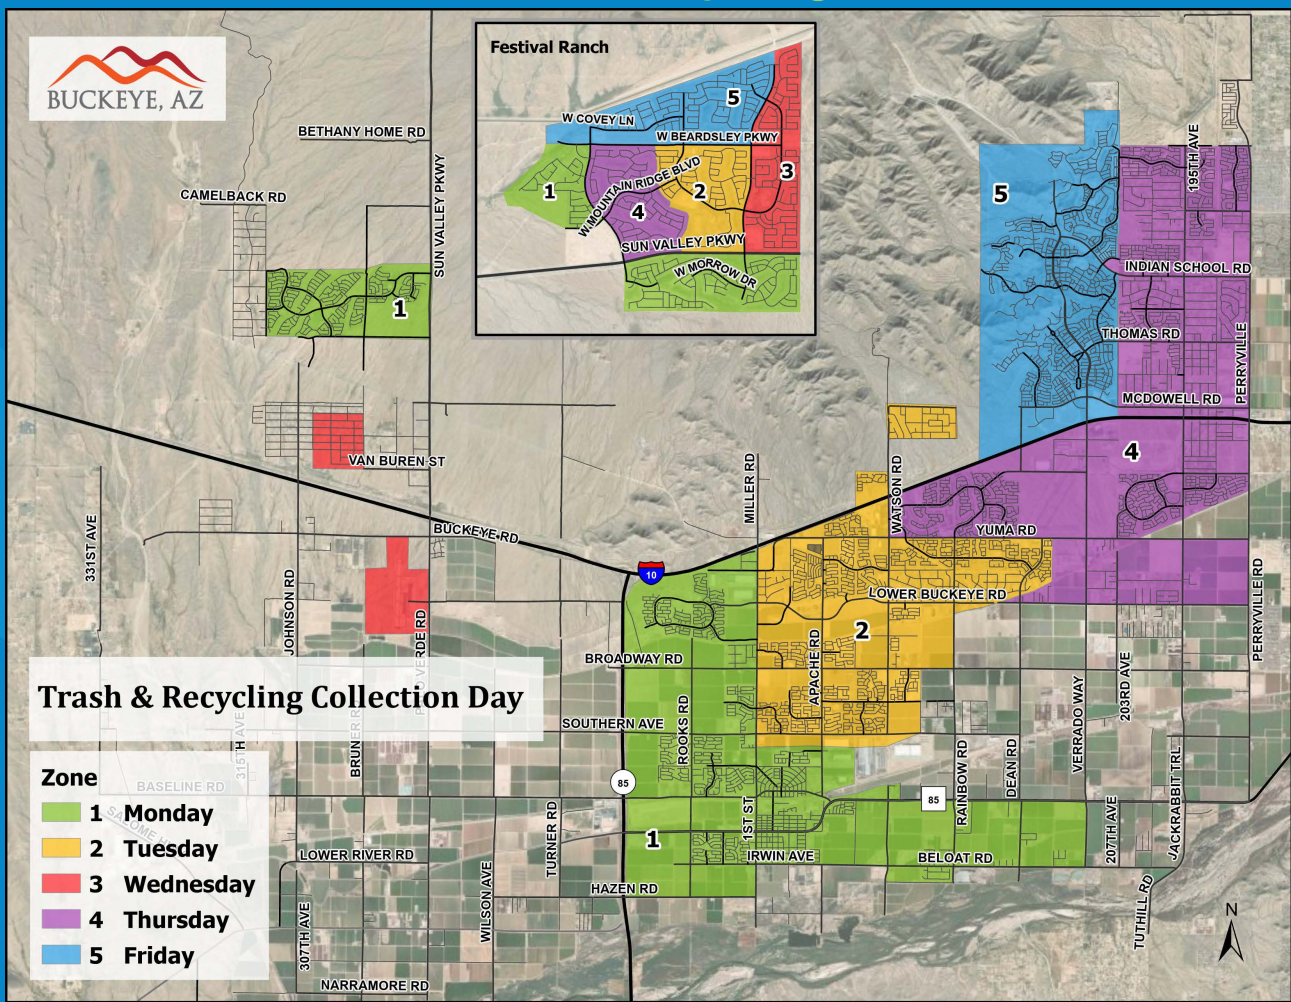 BUCKEYE, AZ
Festival Ranch
W COVEY LN
5
W BEARDSLEY PKWY
3
1
W MOUNTAIN RIDGE BLVD
2
4
SUN VALLEY PKWY
W MORROW DR
BETHANY HOME RD
CAMELBACK RD
SUN VALLEY PKWY
1
5
195TH AVE
INDIAN SCHOOL RD
THOMAS RD
PERRYVILLE
MCDOWELL RD
4
VAN BUREN ST
MILLER RD
WATSON RD
YUMA RD
331ST AVE
BUCKEYE RD
10
JOHNSON RD
VERDE RD
LOWER BUCKEYE RD
2
PERRYVILLE RD
BROADWAY RD
APACHE RD
203RD AVE
Trash & Recycling Collection Day
SOUTHERN AVE
ROOKS RD
VERRADO WAY
315TH AVE
BRUNER R
BASELINE RD
85
85
RAINBOW RD
DEAN RD
JACKRABBIT TRL
Zone
1 Monday
2 Tuesday
3 Wednesday
4 Thursday
5 Friday
TURNER RD
1ST ST
1
207TH AVE
LOWER RIVER RD
IRWIN AVE
BELOAT RD
HAZEN RD
WILSON AVE
307TH AVE
TUTHILL RD
N
NARRAMORE RD